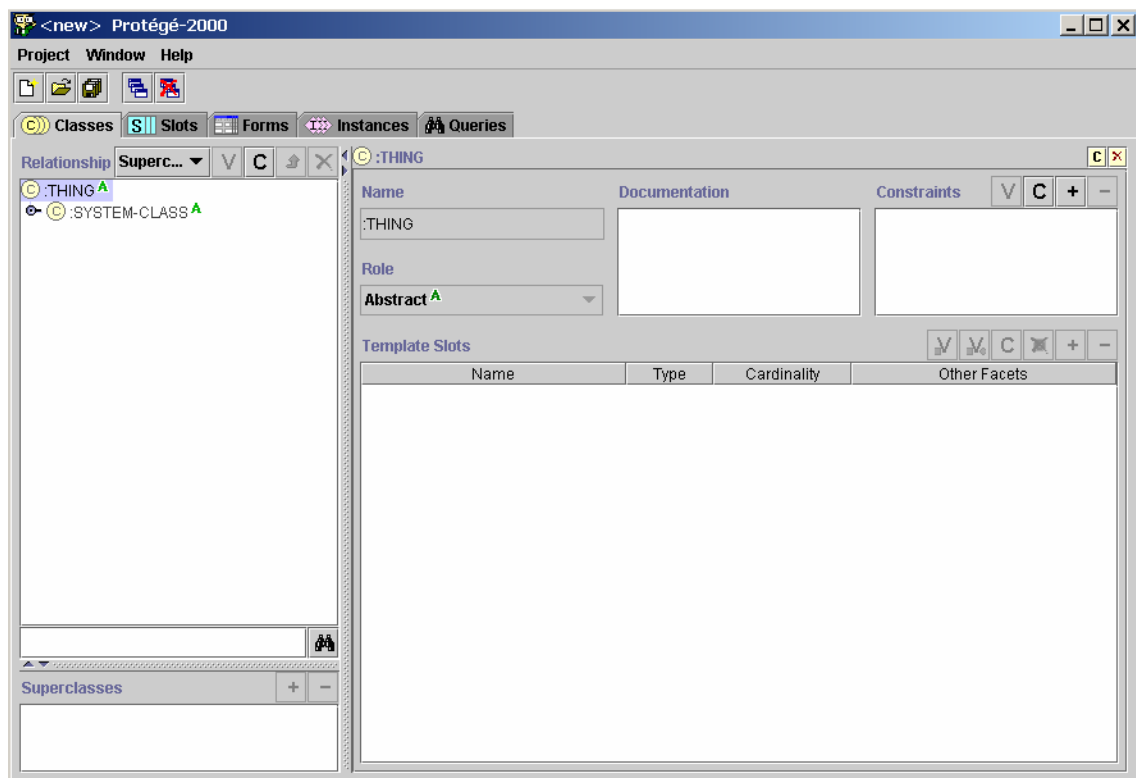 <new> Protégé-2000
Project Window Help
Classes Slots Forms Instances Queries
Relationship Superc... V C
:THING A
:SYSTEM-CLASS A
Superclasses + −
C :THING C ×
Name Documentation Constraints V C + −
:THING
Role
Abstract A
Template Slots V V C + −
Name Type Cardinality Other Facets